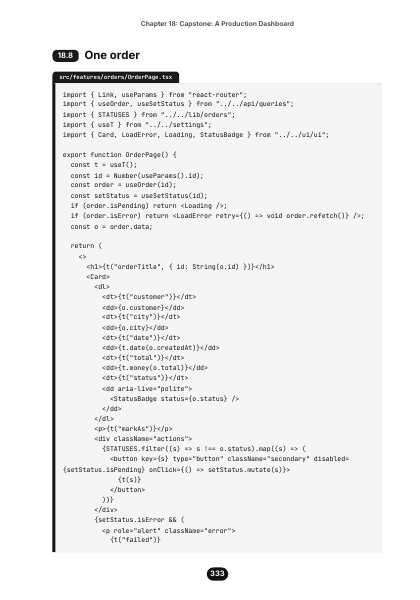 Chapter 18: Capstone: A Production Dashboard
18.8 One order
src/features/orders/OrderPage.tsx
import { Link, useParams } from "react-router";
import { useOrder, useSetStatus } from "../../api/queries";
import { STATUSES } from "../../lib/orders";
import { useT } from "../../settings";
import { Card, LoadError, Loading, StatusBadge } from "../../ui/ui";

export function OrderPage() {
  const t = useT();
  const id = Number(useParams().id);
  const order = useOrder(id);
  const setStatus = useSetStatus(id);
  if (order.isPending) return <Loading />;
  if (order.isError) return <LoadError retry={() => void order.refetch()} />;
  const o = order.data;

  return (
    <>
      <h1>{t("orderTitle", { id: String(o.id) })}</h1>
      <Card>
        <dl>
          <dt>{t("customer")}</dt>
          <dd>{o.customer}</dd>
          <dt>{t("city")}</dt>
          <dd>{o.city}</dd>
          <dt>{t("date")}</dt>
          <dd>{t.date(o.createdAt)}</dd>
          <dt>{t("total")}</dt>
          <dd>{t.money(o.total)}</dd>
          <dt>{t("status")}</dt>
          <dd aria-live="polite">
            <StatusBadge status={o.status} />
          </dd>
        </dl>
        <p>{t("markAs")}</p>
        <div className="actions">
          {STATUSES.filter((s) => s !== o.status).map((s) => (
            <button key={s} type="button" className="secondary" disabled=
{setStatus.isPending} onClick={() => setStatus.mutate(s)}>
              {t(s)}
            </button>
          ))}
        </div>
        {setStatus.isError && (
          <p role="alert" className="error">
            {t("failed")}
333